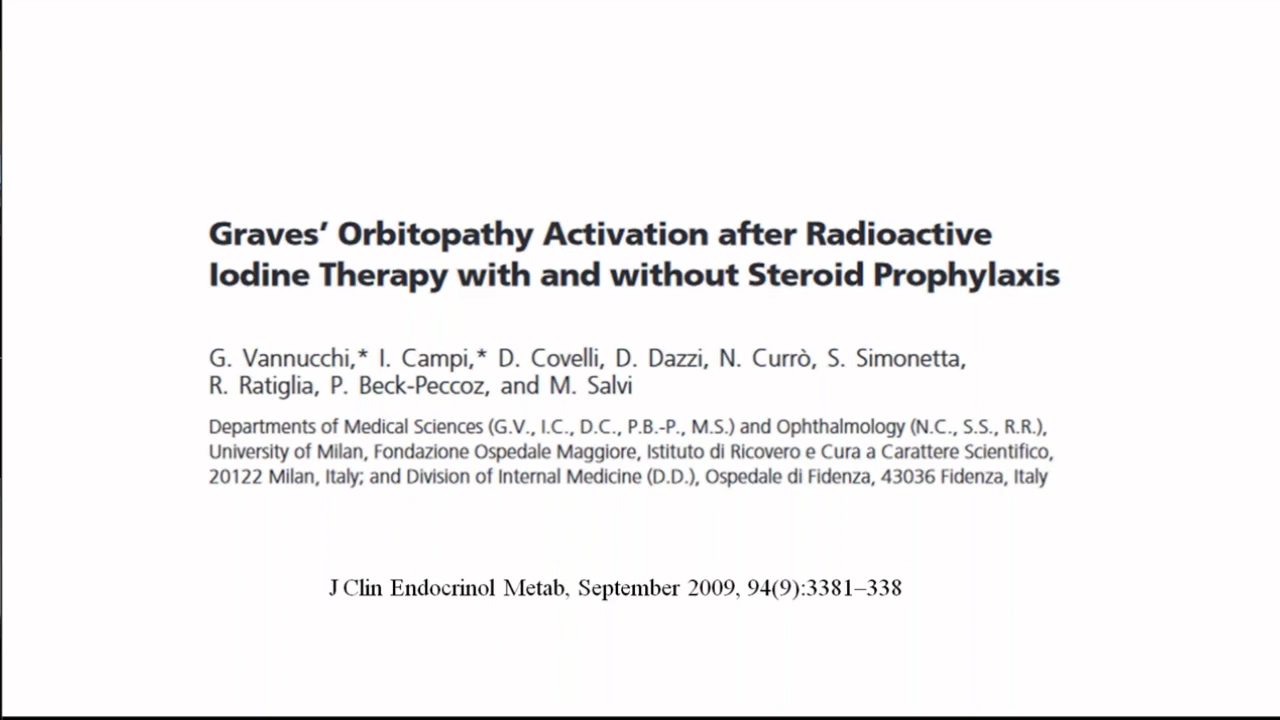 Graves’ Orbitopathy Activation after Radioactive
Iodine Therapy with and without Steroid Prophylaxis
G. Vannucchi,* I. Campi,* D. Covelli, D. Dazzi, N. Currò, S. Simonetta,
R. Ratiglia, P. Beck-Peccoz, and M. Salvi
Departments of Medical Sciences (G.V., I.C., D.C., P.B.-P., M.S.) and Ophthalmology (N.C., S.S., R.R.),
University of Milan, Fondazione Ospedale Maggiore, Istituto di Ricovero e Cura a Carattere Scientifico,
20122 Milan, Italy; and Division of Internal Medicine (D.D.), Ospedale di Fidenza, 43036 Fidenza, Italy
J Clin Endocrinol Metab, September 2009, 94(9):3381–338